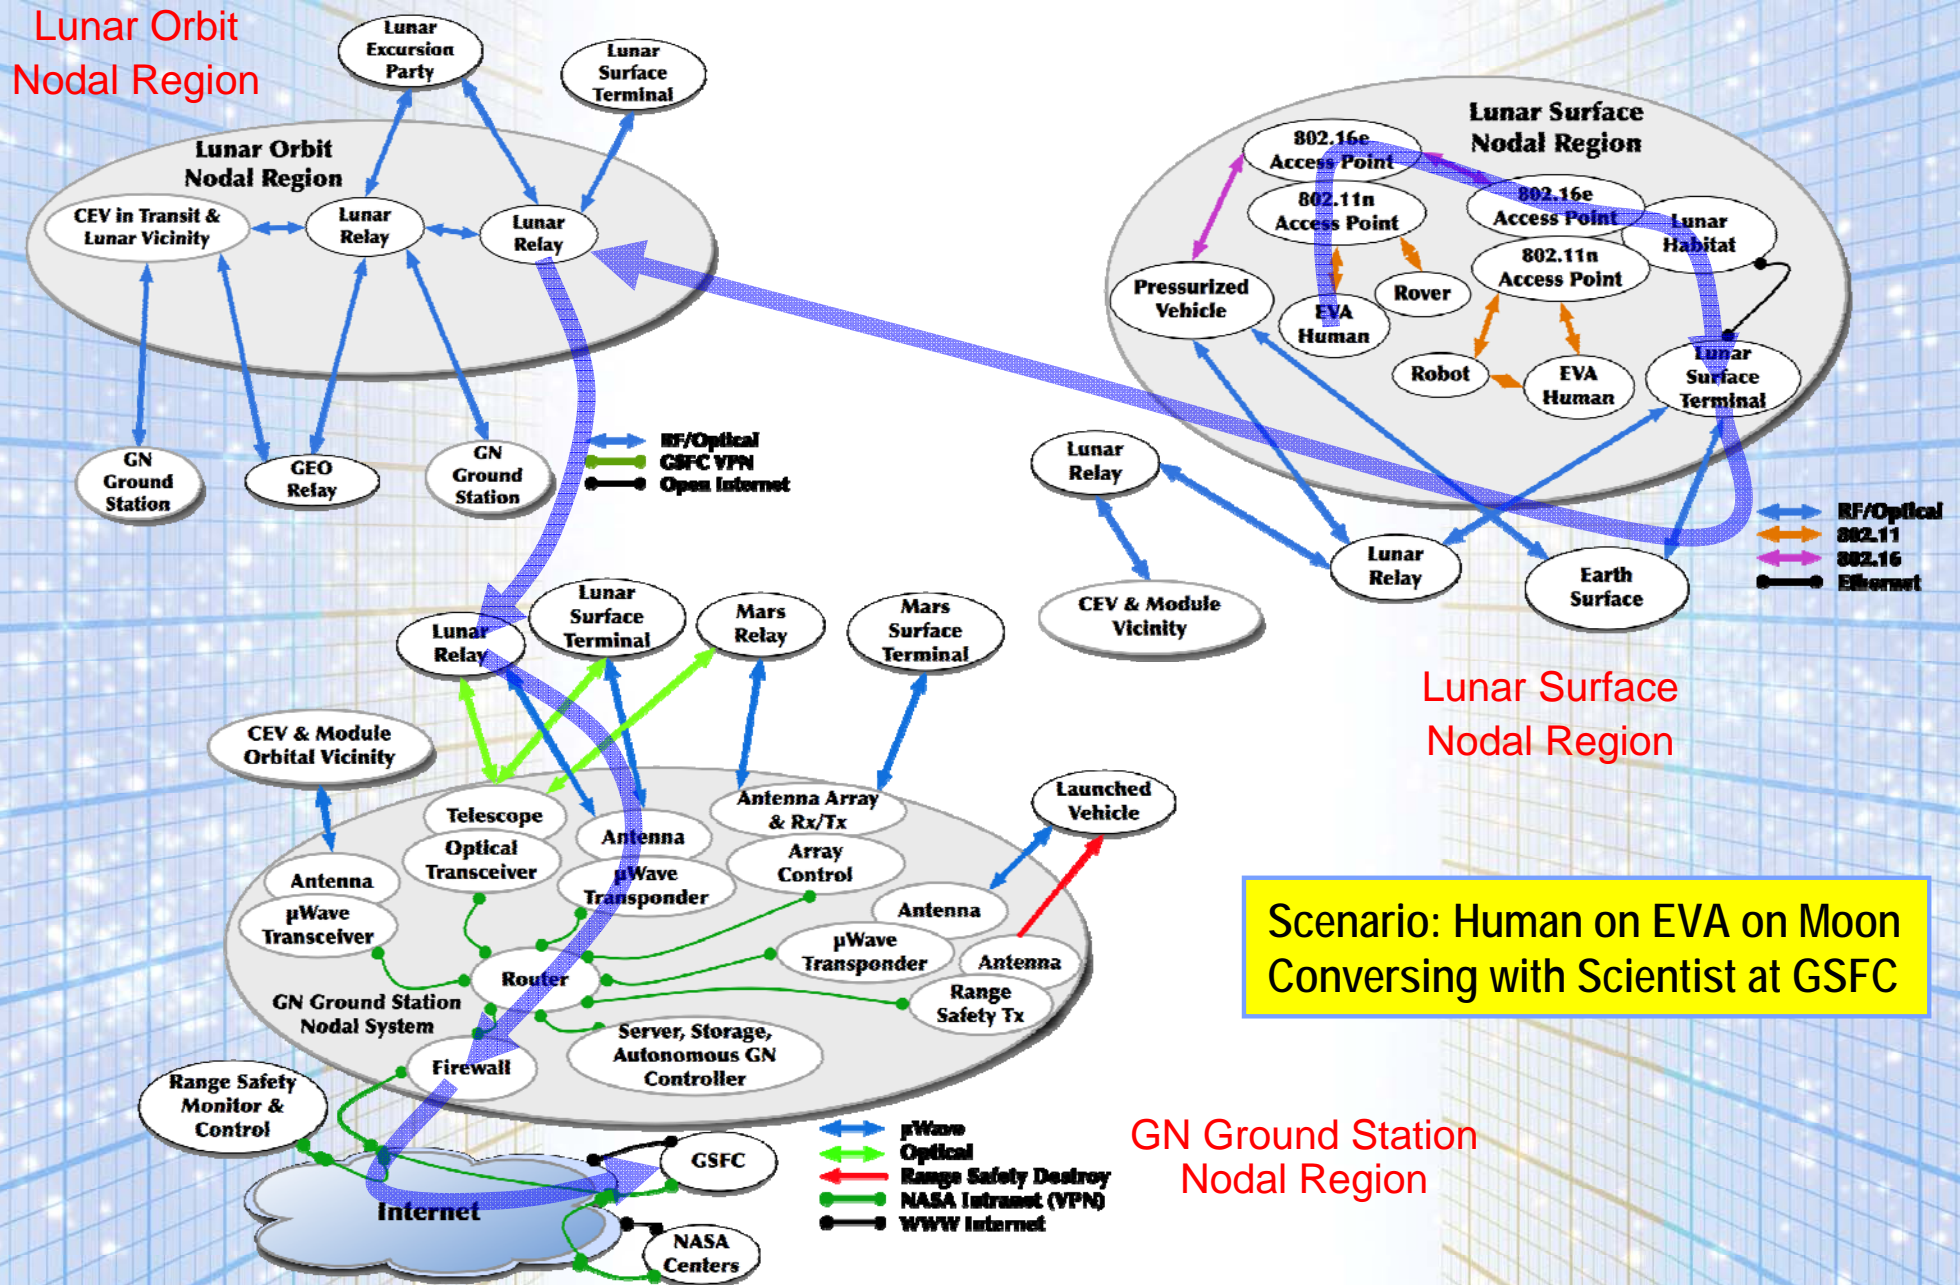 Lunar Orbit
Nodal Region
Lunar
Excursion
Party
Lunar
Surface
Terminal
Lunar Orbit
Nodal Region
CEV in Transit &
Lunar Vicinity
Lunar
Relay
Lunar
Relay
GN
Ground
Station
GEO
Relay
GN
Ground
Station
RF/Optical
GSFC VPN
Open Internet
Lunar Surface
Nodal Region
802.16e
Access Point
802.11n
Access Point
802.16e
Access Point
Lunar
Habitat
802.11n
Access Point
Pressurized
Vehicle
Rover
EVA
Human
Robot
EVA
Human
Lunar
Surface
Terminal
Lunar
Relay
CEV & Module
Vicinity
Lunar
Relay
Earth
Surface
RF/Optical
802.11
802.16
Ethernet
Lunar Surface
Nodal Region
Lunar
Relay
Lunar
Surface
Terminal
Mars
Relay
Mars
Surface
Terminal
CEV & Module
Orbital Vicinity
Launched
Vehicle
Telescope
Optical
Transceiver
Antenna
µWave
Transponder
Antenna Array
& Rx/Tx
Array
Control
Antenna
µWave
Transceiver
Antenna
µWave
Transponder
Antenna
Range
Safety Tx
Router
GN Ground Station
Nodal System
Server, Storage,
Autonomous GN
Controller
Firewall
Range Safety
Monitor &
Control
Internet
GSFC
NASA
Centers
µWave
Optical
Range Safety Destroy
NASA Intranet (VPN)
WWW Internet
GN Ground Station
Nodal Region
Scenario: Human on EVA on Moon
Conversing with Scientist at GSFC